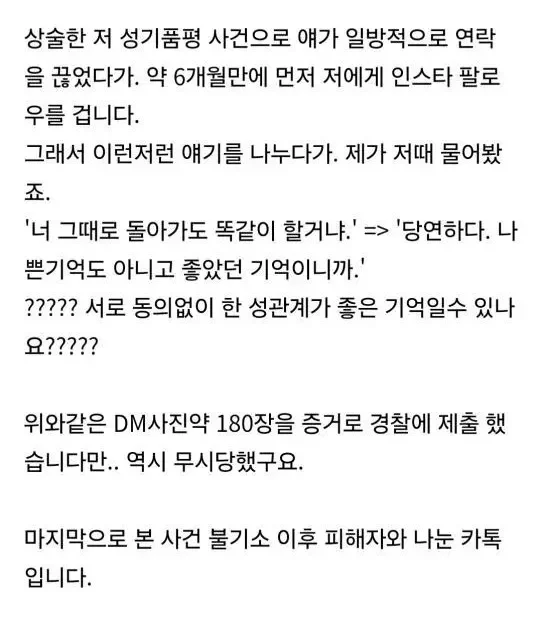 상술한 저 성기품평 사건으로 얘가 일방적으로 연락
을 끊었다가. 약 6개월만에 먼저 저에게 인스타 팔로
우를 겁니다.
그래서 이런저런 얘기를 나누다가. 제가 저때 물어봤
죠.
'너 그때로 돌아가도 똑같이 할거냐.' => '당연하다. 나
쁜기억도 아니고 좋았던 기억이니까.'
????? 서로 동의없이 한 성관계가 좋은 기억일수 있나
요?????
위와같은 DM사진약 180장을 증거로 경찰에 제출 했
습니다만.. 역시 무시당했구요.
마지막으로 본 사건 불기소 이후 피해자와 나눈 카톡
입니다.